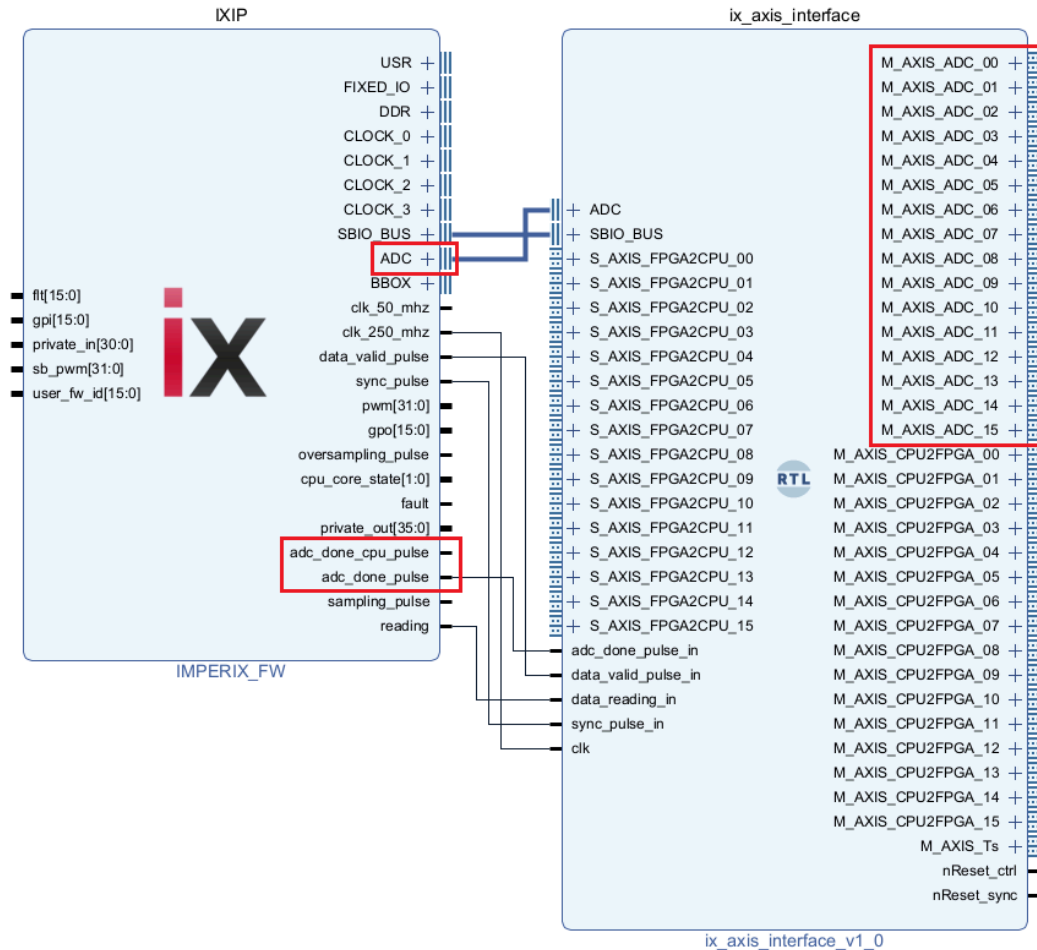 IXIP
USR
FIXED_IO
DDR
CLOCK_0
CLOCK_1
CLOCK_2
CLOCK_3
SBIO_BUS
ADC
BBOX
clk_50_mhz
clk_250_mhz
data_valid_pulse
sync_pulse
pwm[31:0]
gpo[15:0]
oversampling_pulse
cpu_core_state[1:0]
fault
private_out[35:0]
adc_done_cpu_pulse
adc_done_pulse
sampling_pulse
reading
flt[15:0]
gpi[15:0]
private_in[30:0]
sb_pwm[31:0]
user_fw_id[15:0]
ix
IMPERIX_FW
ix_axis_interface
ADC
SBIO_BUS
S_AXIS_FPGA2CPU_00
S_AXIS_FPGA2CPU_01
S_AXIS_FPGA2CPU_02
S_AXIS_FPGA2CPU_03
S_AXIS_FPGA2CPU_04
S_AXIS_FPGA2CPU_05
S_AXIS_FPGA2CPU_06
S_AXIS_FPGA2CPU_07
S_AXIS_FPGA2CPU_08
S_AXIS_FPGA2CPU_09
S_AXIS_FPGA2CPU_10
S_AXIS_FPGA2CPU_11
S_AXIS_FPGA2CPU_12
S_AXIS_FPGA2CPU_13
S_AXIS_FPGA2CPU_14
S_AXIS_FPGA2CPU_15
adc_done_pulse_in
data_valid_pulse_in
data_reading_in
sync_pulse_in
clk
RTL
M_AXIS_ADC_00
M_AXIS_ADC_01
M_AXIS_ADC_02
M_AXIS_ADC_03
M_AXIS_ADC_04
M_AXIS_ADC_05
M_AXIS_ADC_06
M_AXIS_ADC_07
M_AXIS_ADC_08
M_AXIS_ADC_09
M_AXIS_ADC_10
M_AXIS_ADC_11
M_AXIS_ADC_12
M_AXIS_ADC_13
M_AXIS_ADC_14
M_AXIS_ADC_15
M_AXIS_CPU2FPGA_00
M_AXIS_CPU2FPGA_01
M_AXIS_CPU2FPGA_02
M_AXIS_CPU2FPGA_03
M_AXIS_CPU2FPGA_04
M_AXIS_CPU2FPGA_05
M_AXIS_CPU2FPGA_06
M_AXIS_CPU2FPGA_07
M_AXIS_CPU2FPGA_08
M_AXIS_CPU2FPGA_09
M_AXIS_CPU2FPGA_10
M_AXIS_CPU2FPGA_11
M_AXIS_CPU2FPGA_12
M_AXIS_CPU2FPGA_13
M_AXIS_CPU2FPGA_14
M_AXIS_CPU2FPGA_15
M_AXIS_Ts
nReset_ctrl
nReset_sync
ix_axis_interface_v1_0